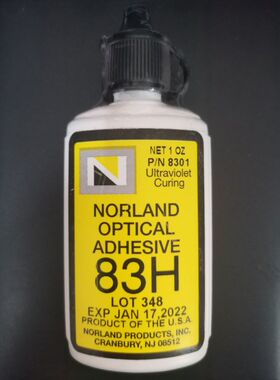 N
NET 1 OZ
P/N 8301
Ultraviolet
Curing
NORLAND
OPTICAL
ADHESIVE
83H
LOT 348
EXP JAN 17,2022
PRODUCT OF THE U.S.A.
NORLAND PRODUCTS, INC.
CRANBURY, NJ 08512